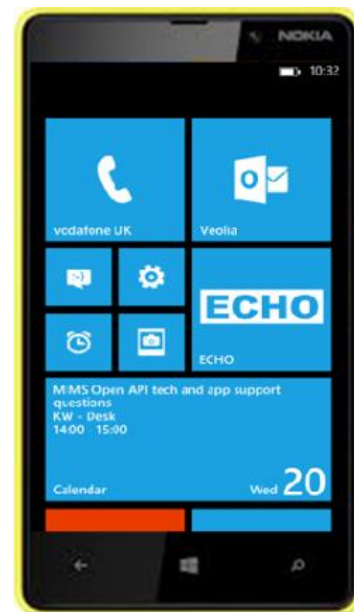 NOKIA
10:32
vodafone UK
Veolia
ECHO
ECHO
MIMS Open API tech and app support
questions
KW - Desk
14:00 15:00
Calendar
Wed 20